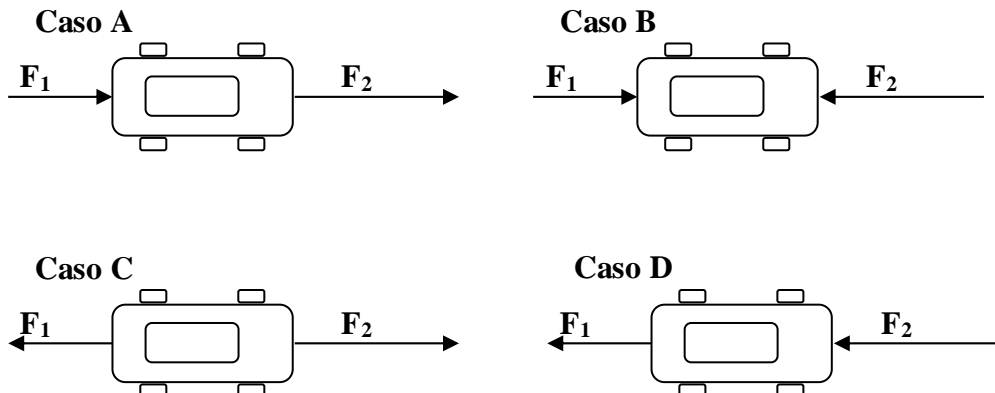 Caso A
F₁ F₂
Caso B
F₁ F₂
Caso C
F₁ F₂
Caso D
F₁ F₂